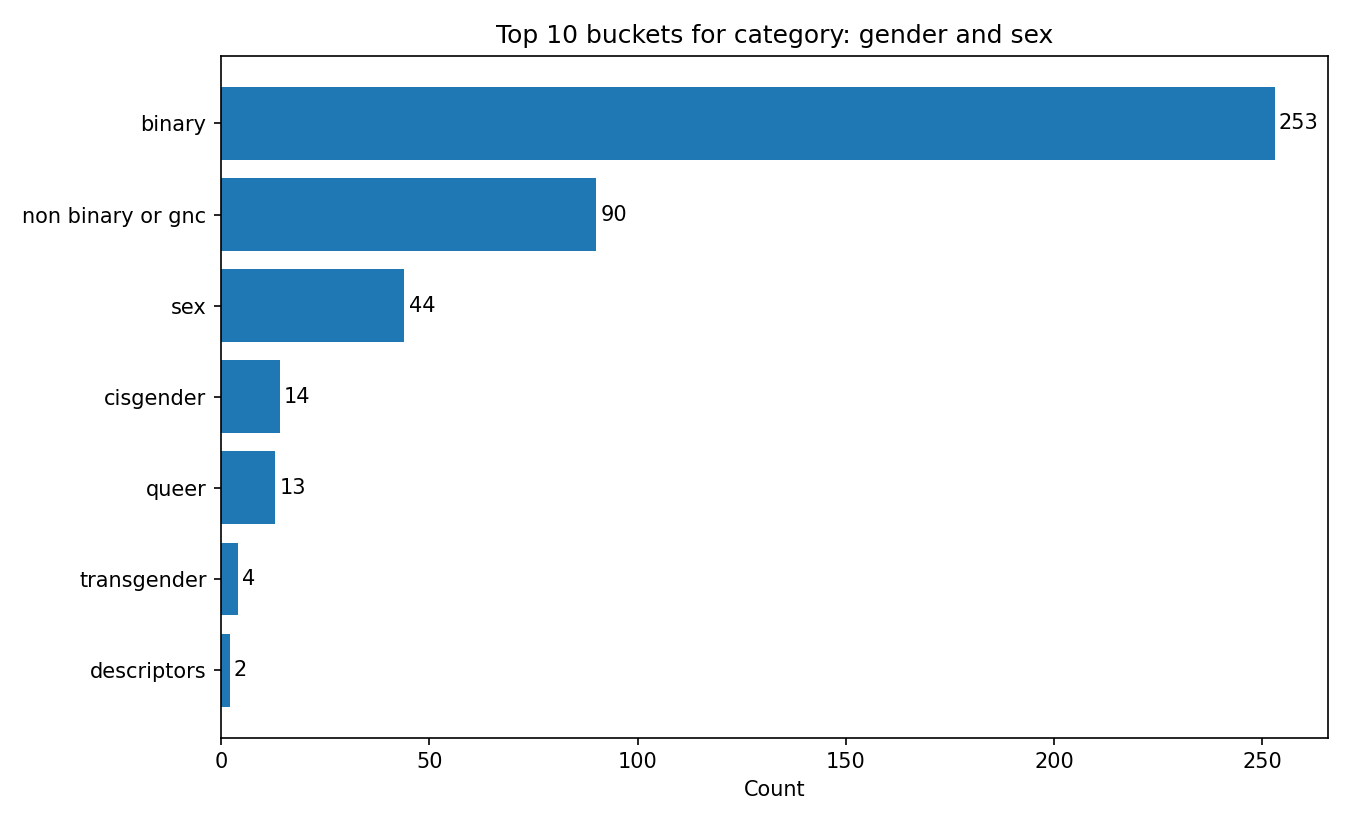 Top 10 buckets for category: gender and sex
binary
253
non binary or gnc
90
sex
44
cisgender
14
queer
13
transgender
4
descriptors
2
0 50 100 150 200 250
Count